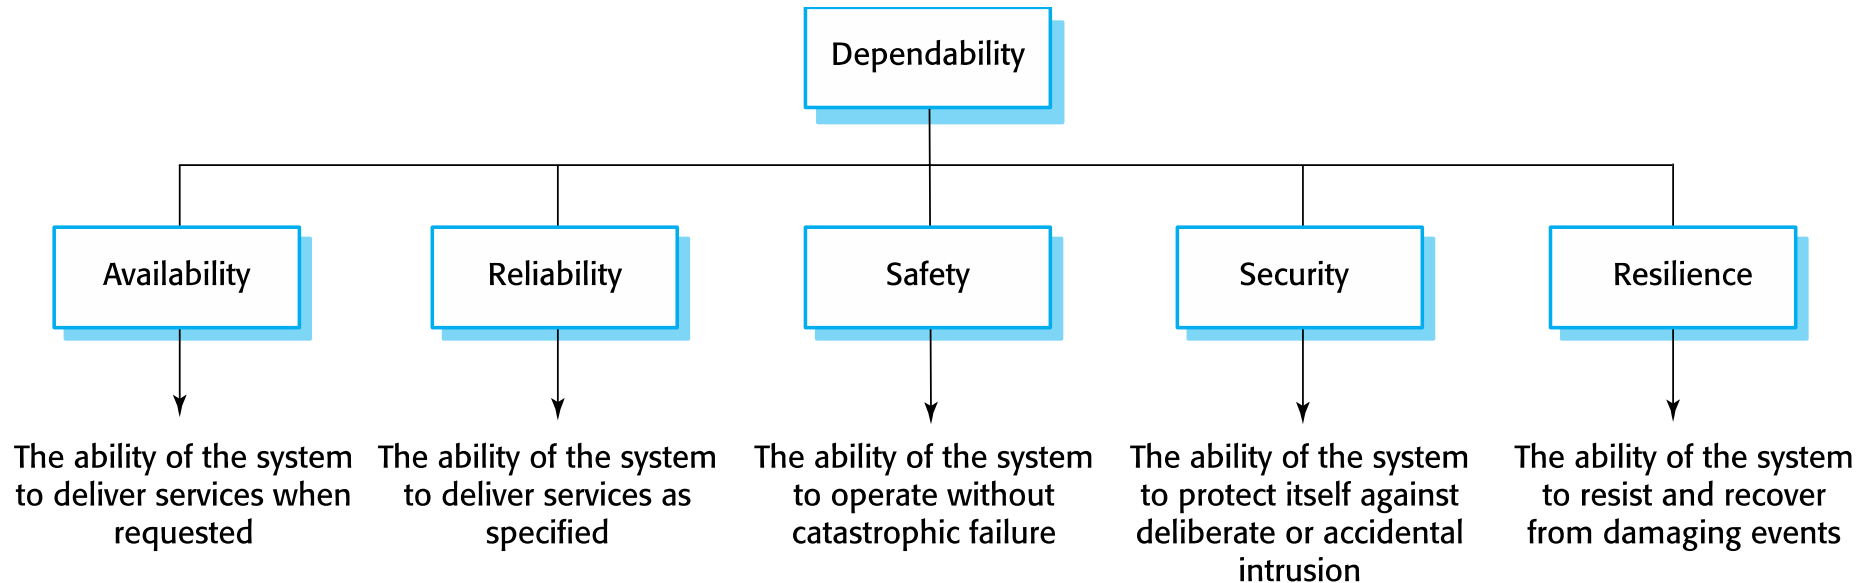 Dependability
Availability
Reliability
Safety
Security
Resilience
The ability of the system
to deliver services when
requested
The ability of the system
to deliver services as
specified
The ability of the system
to operate without
catastrophic failure
The ability of the system
to protect itself against
deliberate or accidental
intrusion
The ability of the system
to resist and recover
from damaging events